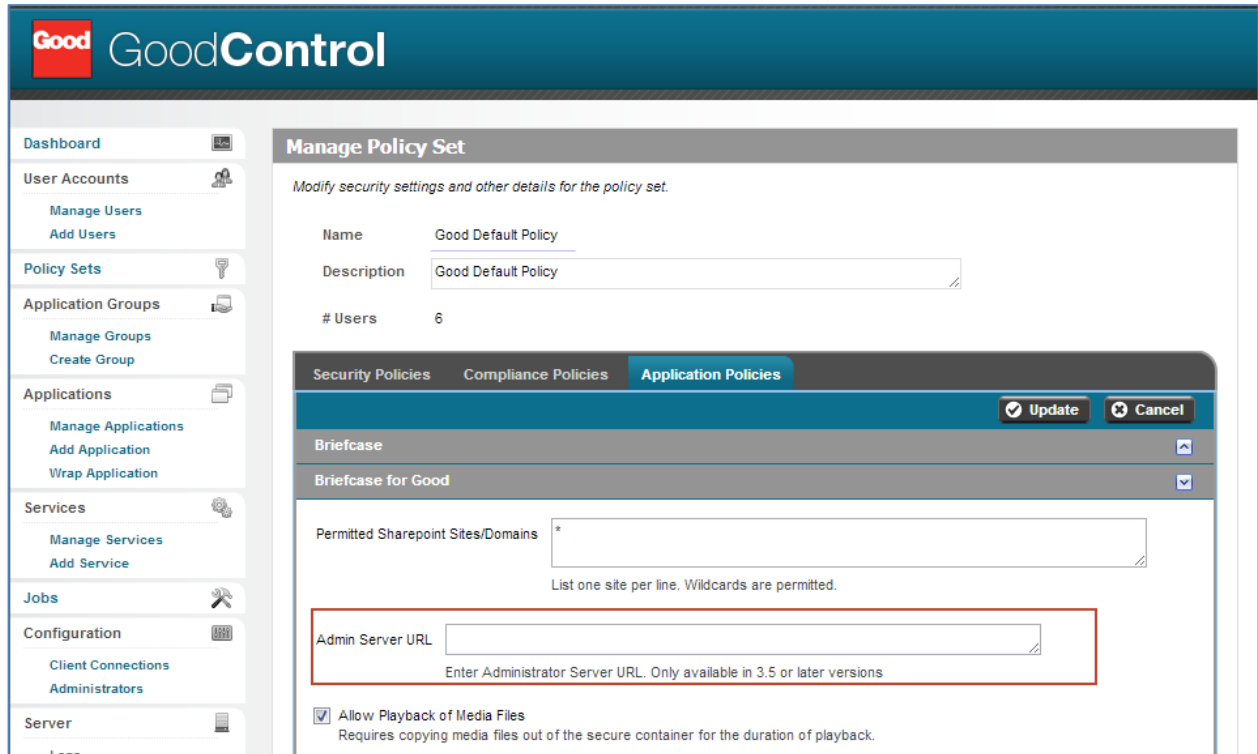 Good GoodControl
Dashboard
User Accounts
Manage Users
Add Users
Policy Sets
Application Groups
Manage Groups
Create Group
Applications
Manage Applications
Add Application
Wrap Application
Services
Manage Services
Add Service
Jobs
Configuration
Client Connections
Administrators
Server
Manage Policy Set
Modify security settings and other details for the policy set.
Name Good Default Policy
Description Good Default Policy
# Users 6
Security Policies Compliance Policies Application Policies
Update Cancel
Briefcase
Briefcase for Good
Permitted Sharepoint Sites/Domains *
List one site per line. Wildcards are permitted.
Admin Server URL
Enter Administrator Server URL. Only available in 3.5 or later versions
Allow Playback of Media Files
Requires copying media files out of the secure container for the duration of playback.